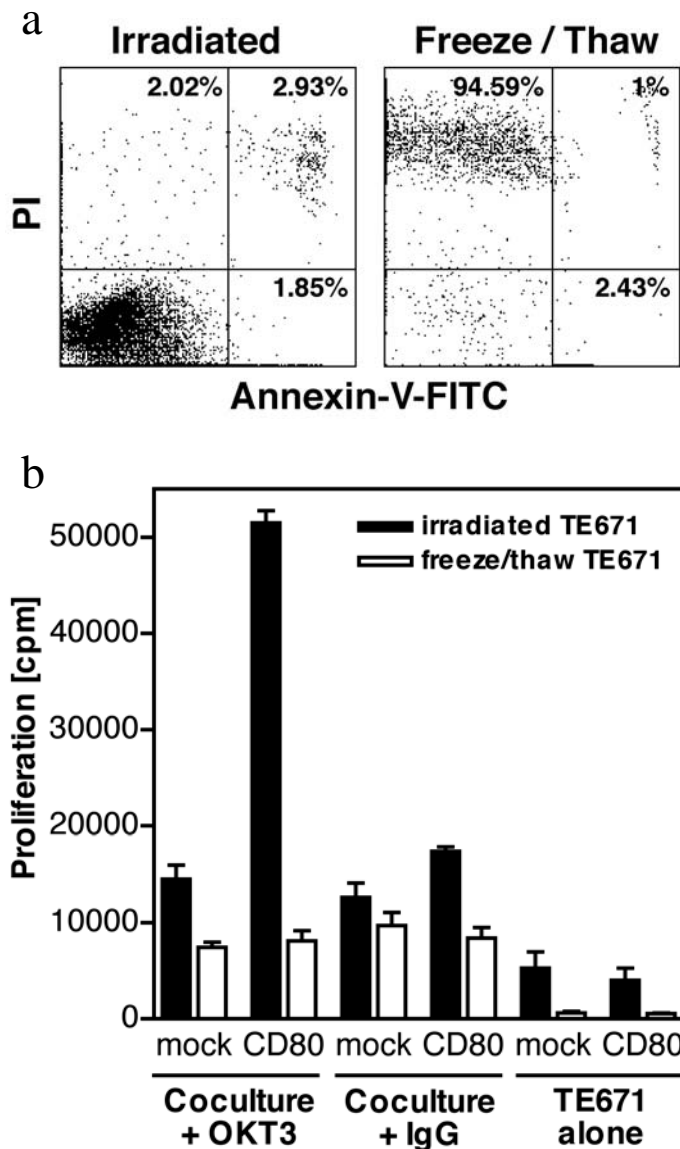 a
Irradiated
Freeze / Thaw
2.02%
2.93%
94.59%
1%
PI
1.85%
2.43%
Annexin-V-FITC
b
irradiated TE671
freeze/thaw TE671
Proliferation [cpm]
50000
40000
30000
20000
10000
0
mock CD80 mock CD80 mock CD80
Coculture + OKT3
Coculture + IgG
TE671 alone